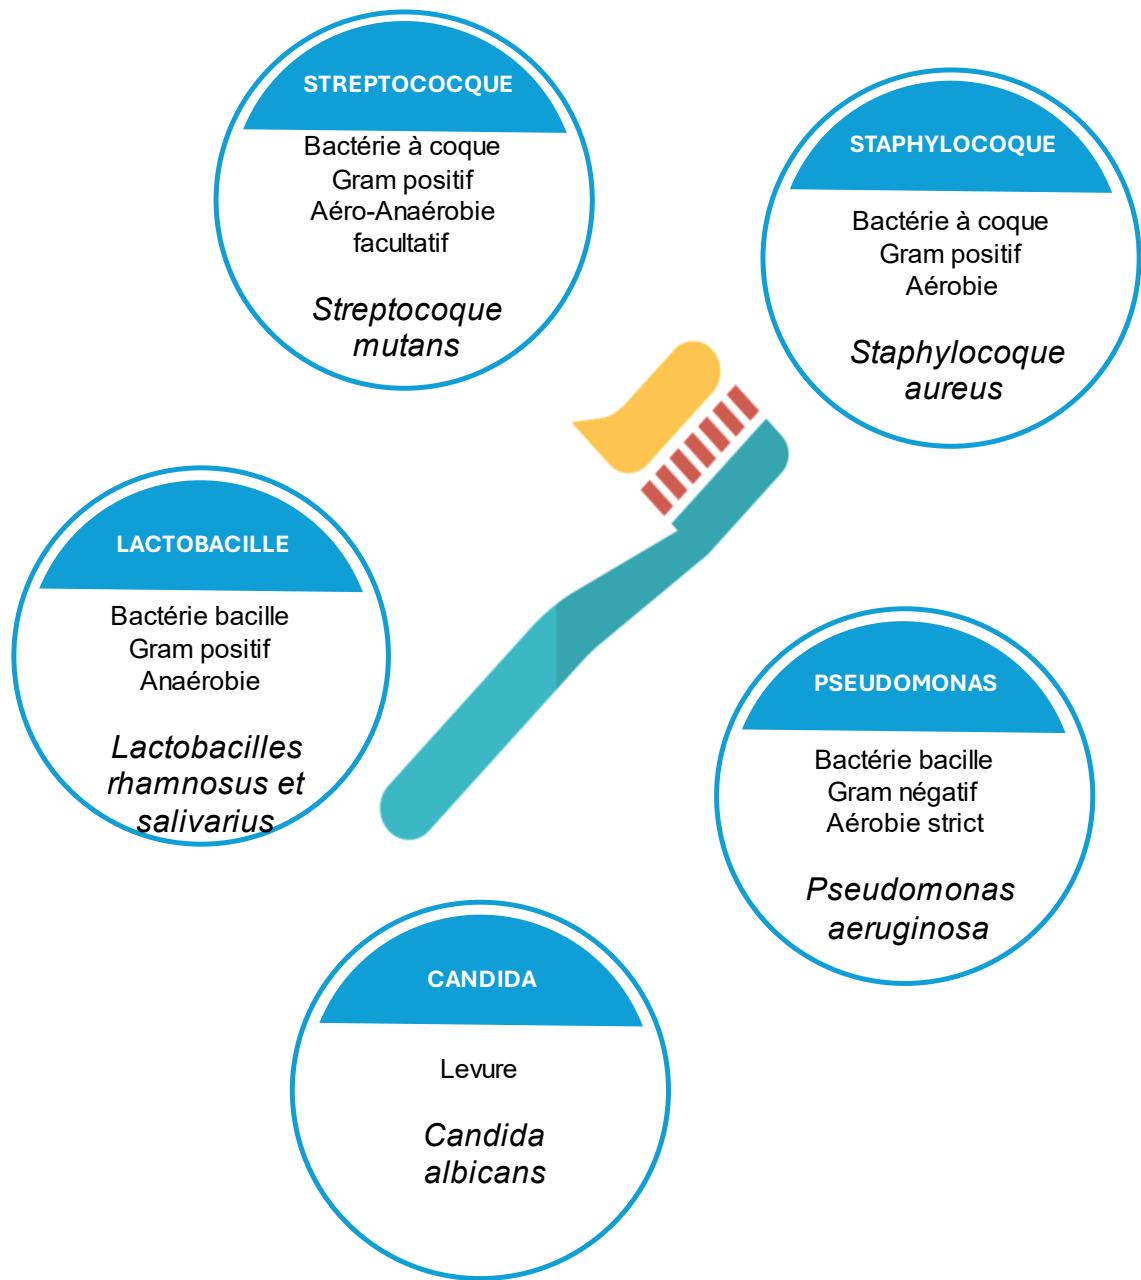 STREPTOCOCQUE
Bactérie à coque
Gram positif
Aéro-Anaérobie
facultatif
Streptocoque
mutans
STAPHYLOCOQUE
Bactérie à coque
Gram positif
Aérobie
Staphylocoque
aureus
LACTOBACILLE
Bactérie bacille
Gram positif
Anaérobie
Lactobacilles
rhamnosus et
salivarius
PSEUDOMONAS
Bactérie bacille
Gram négatif
Aérobie strict
Pseudomonas
aeruginosa
CANDIDA
Levure
Candida
albicans